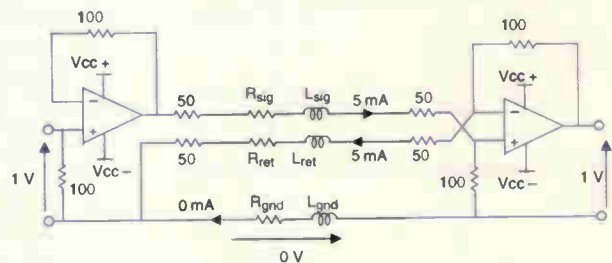 100
100
Vcc +
Vcc +
50
Rsig
Lsig
5 mA
50
−
+
−
+
50
Rret
Lret
5 mA
50
Vcc −
Vcc −
1 V
100
100
1 V
0 mA
Rgnd
Lgnd
0 V